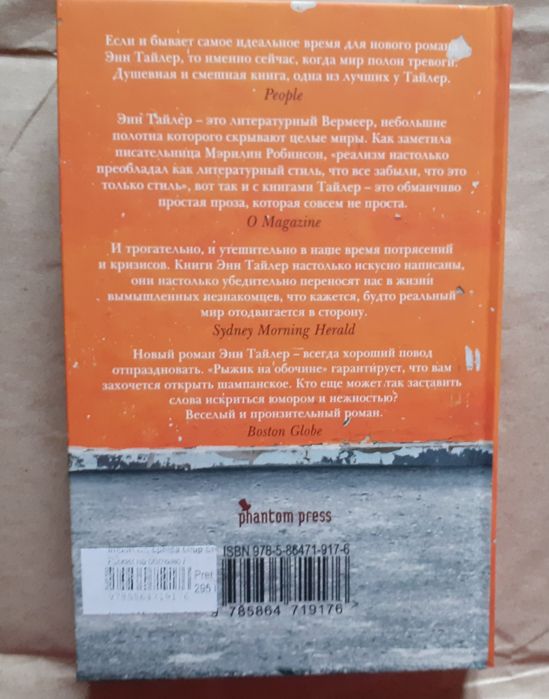 Если и бывает самое идеальное время для нового романа
Энн Тайлер, то именно сейчас, когда мир полон тревоги.
Душевная и смешная книга, одна из лучших у Тайлер.
People
Энн Тайлер – это литературный Вермеер, небольшие
полотна которого скрывают целые миры. Как заметила
писательница Мэрилин Робинсон, «реализм настолько
преобладал как литературный стиль, что все забыли, что это
только стиль», вот так и с книгами Тайлер – это обманчиво
простая проза, которая совсем не проста.
O Magazine
И трогательно, и утешительно в наше время потрясений
и кризисов. Книги Энн Тайлер настолько искусно написаны,
они настолько убедительно переносят нас в жизни
вымышленных незнакомцев, что кажется, будто реальный
мир отодвигается в сторону.
Sydney Morning Herald
Новый роман Энн Тайлер – всегда хороший повод
отпраздновать. «Рыжик на обочине» гарантирует, что вам
захочется открыть шампанское. Кто еще может так заставить
слова искриться юмором и нежностью?
Веселый и пронзительный роман.
Boston Globe
phantom press
ISBN 978-5-86471-917-6
Pret
295
9 785864 719176